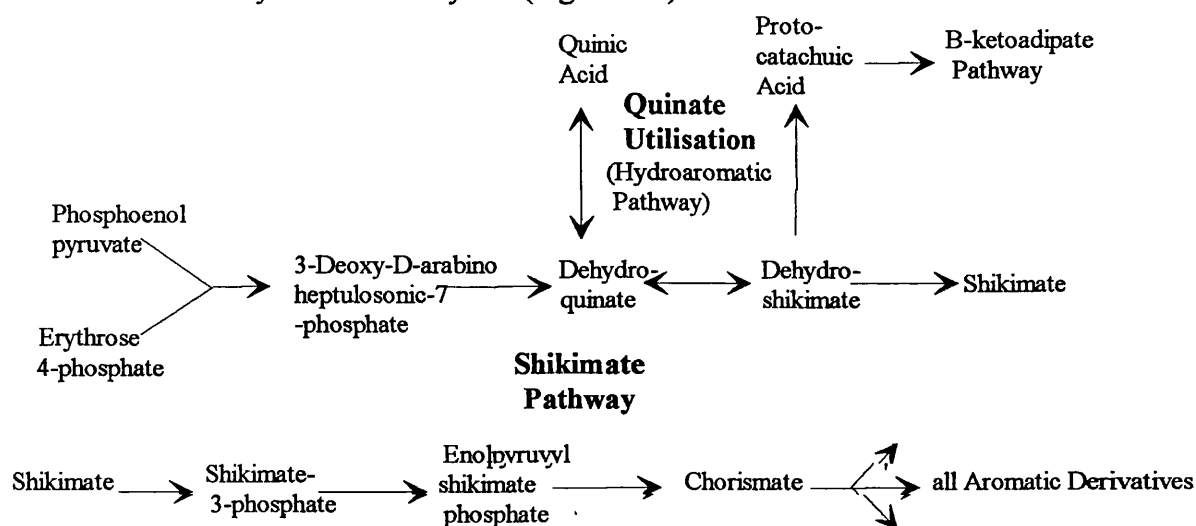 Quinic
Acid
Proto-
catachuic
Acid
B-ketoadipate
Pathway
Quinate
Utilisation
(Hydroaromatic
Pathway)
Phosphoenol
pyruvate
Erythrose
4-phosphate
3-Deoxy-D-arabino
heptulosonic-7
-phosphate
Dehydro-
quinate
Dehydro-
shikimate
Shikimate
Shikimate
Pathway
Shikimate
Shikimate-
3-phosphate
Enolpyruvyl
shikimate
phosphate
Chorismate
all Aromatic Derivatives